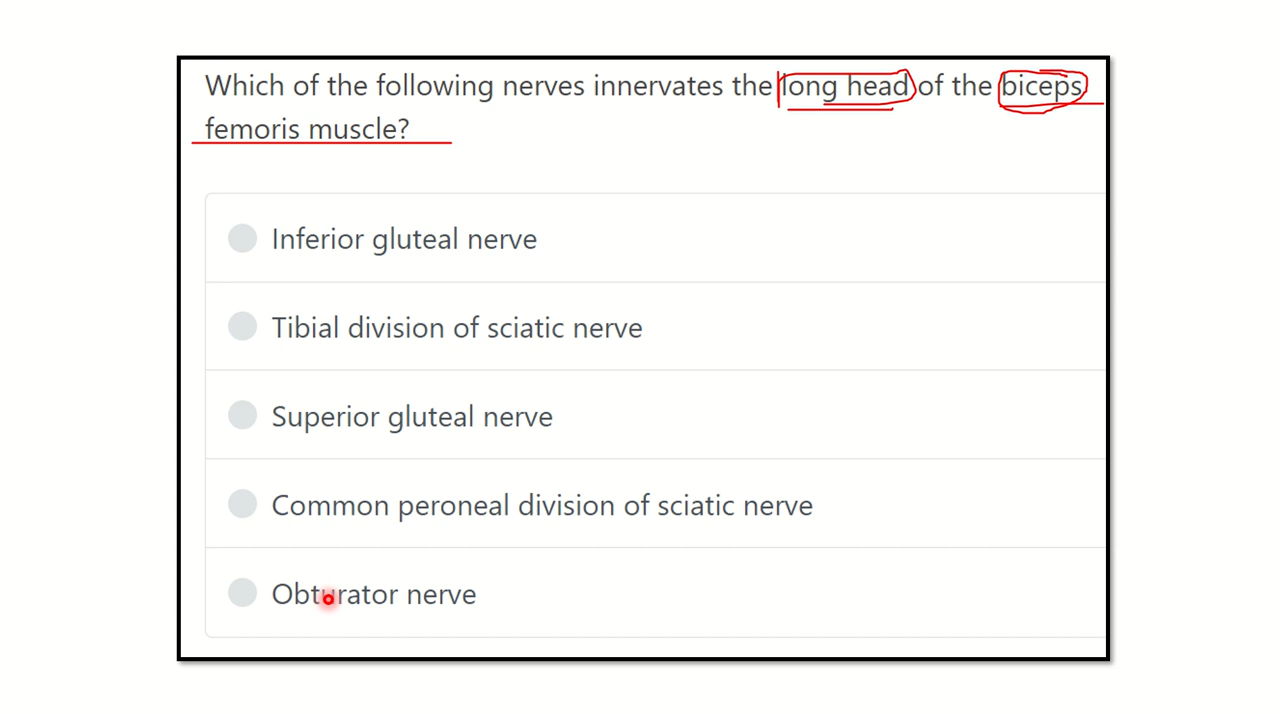 Which of the following nerves innervates the long head of the biceps
femoris muscle?
Inferior gluteal nerve
Tibial division of sciatic nerve
Superior gluteal nerve
Common peroneal division of sciatic nerve
Obturator nerve